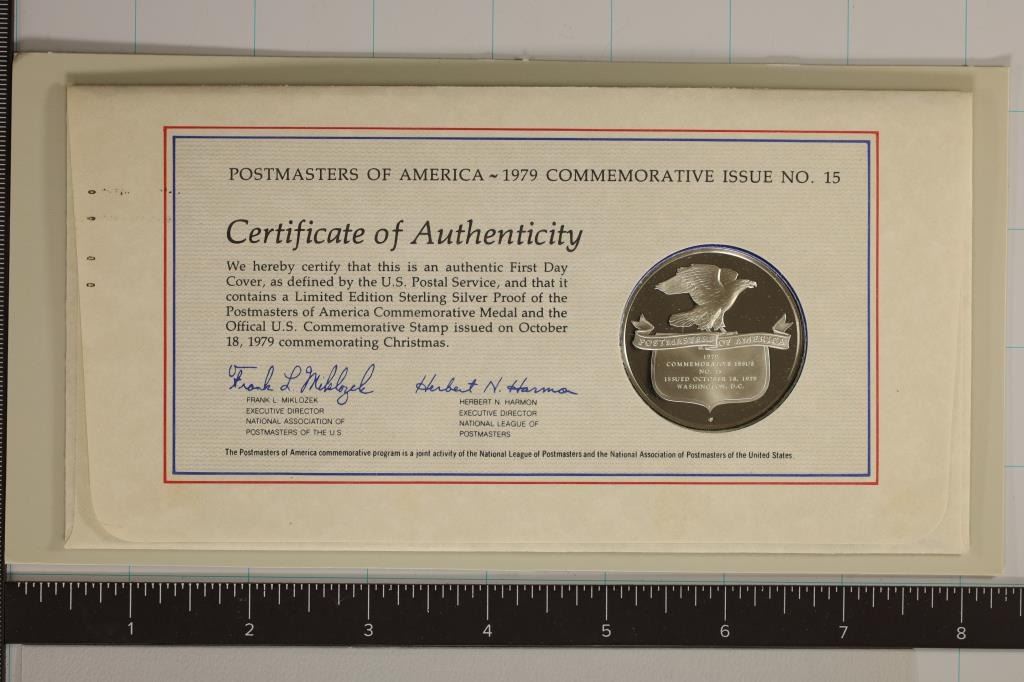 POSTMASTERS OF AMERICA ~ 1979 COMMEMORATIVE ISSUE NO. 15
Certificate of Authenticity
We hereby certify that this is an authentic First Day
Cover, as defined by the U.S. Postal Service, and that it
contains a Limited Edition Sterling Silver Proof of the
Postmasters of America Commemorative Medal and the
Offical U.S. Commemorative Stamp issued on October
18, 1979 commemorating Christmas.
Frank L. Miklozek
Herbert N. Harmon
FRANK L. MIKLOZEK
EXECUTIVE DIRECTOR
NATIONAL ASSOCIATION OF
POSTMASTERS OF THE U.S.
HERBERT N. HARMON
EXECUTIVE DIRECTOR
NATIONAL LEAGUE OF
POSTMASTERS
The Postmasters of America commemorative program is a joint activity of the National League of Postmasters and the National Association of Postmasters of the United States.
POSTMASTERS OF AMERICA
1979
COMMEMORATIVE ISSUE
NO. 15
ISSUED OCTOBER 18, 1979
WASHINGTON, D.C.
1 2 3 4 5 6 7 8